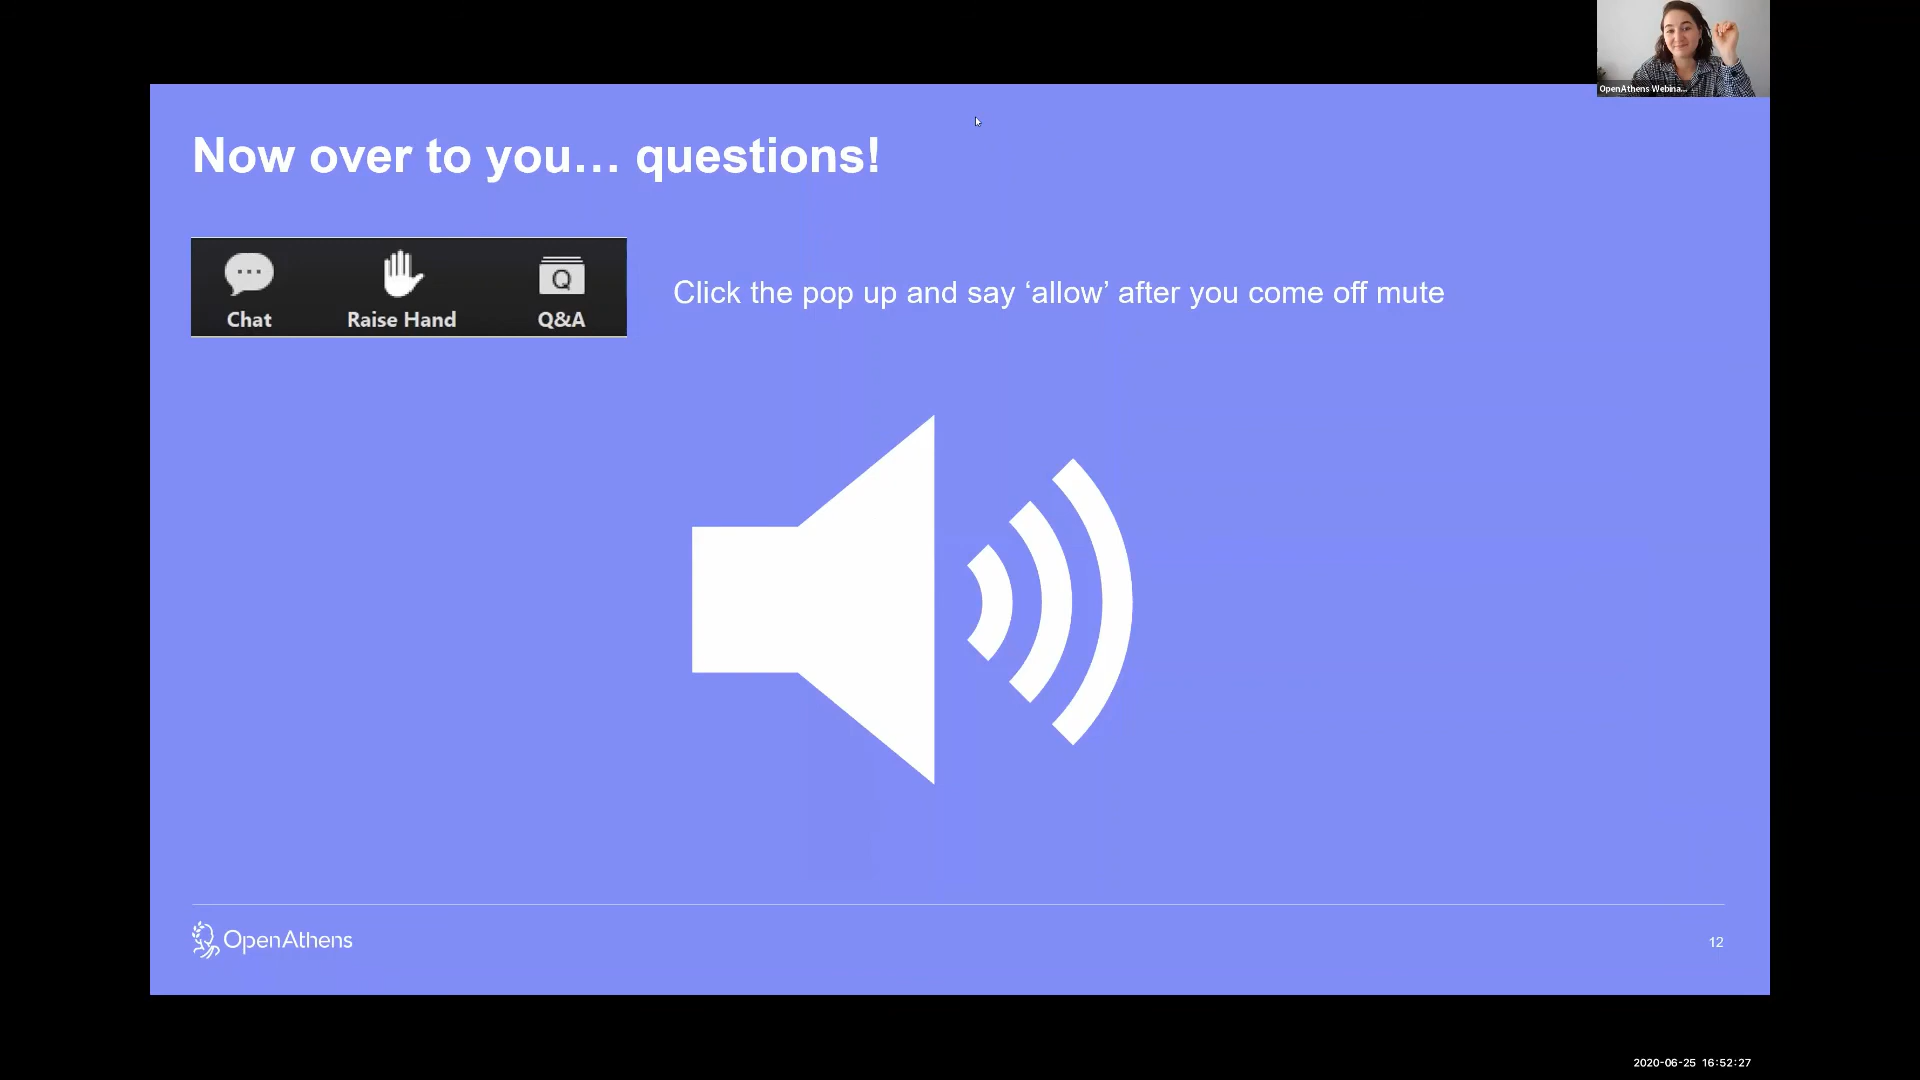 OpenAthens Webina...
Now over to you… questions!
Chat
Raise Hand
Q
Q&A
Click the pop up and say ‘allow’ after you come off mute
OpenAthens
12
2020-06-25 16:52:27